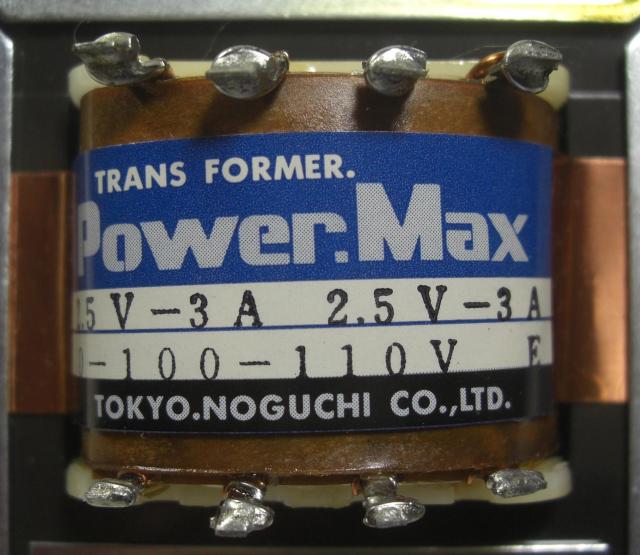 TRANS FORMER.
Power.Max
.5V-3A 2.5V-3A
0-100-110V E
TOKYO.NOGUCHI CO.,LTD.